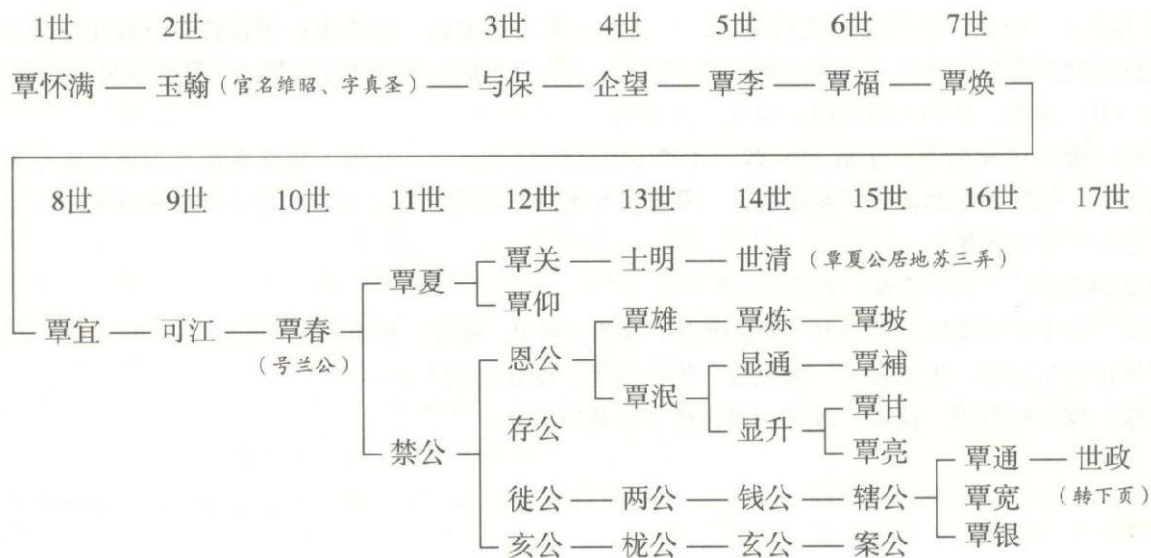 1世 2世 3世 4世 5世 6世 7世
覃怀满 — 玉翰（官名维昭、字真圣）— 与保 — 企望 — 覃李 — 覃福 — 覃焕
8世 9世 10世 11世 12世 13世 14世 15世 16世 17世
覃夏 覃关 — 士明 — 世清（覃夏公居地苏三弄）
覃仰
覃宜 — 可江 — 覃春 覃雄 — 覃炼 — 覃坡
（号兰公） 恩公 显通 — 覃補
覃泯 覃甘
存公 显升
禁公 覃亮 覃通 — 世政
徙公 — 两公 — 钱公 — 辖公 覃宽 （转下页）
覃银
亥公 — 栊公 — 玄公 — 案公